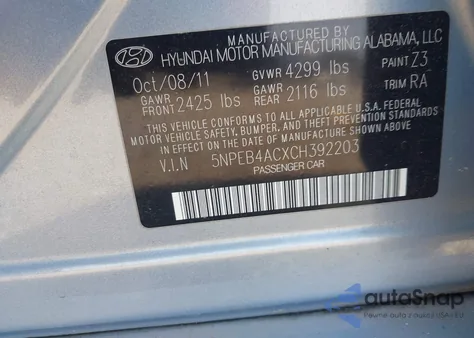 MANUFACTURED BY
HYUNDAI MOTOR MANUFACTURING ALABAMA, LLC
Oct/08/11 GVWR 4299 lbs PAINT Z3
GAWR FRONT 2425 lbs GAWR REAR 2116 lbs TRIM RA
THIS VEHICLE CONFORMS TO ALL APPLICABLE U.S.A FEDERAL
MOTOR VEHICLE SAFETY, BUMPER, AND THEFT PREVENTION STANDARDS
IN EFFECT ON THE DATE OF MANUFACTURE SHOWN ABOVE.
V.I.N 5NPEB4ACXCH392203
PASSENGER CAR
autoSnap